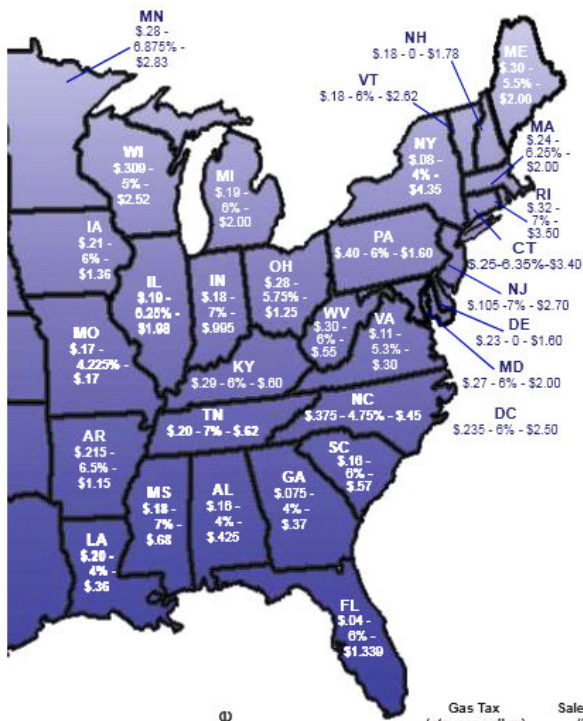 MN
$.28 -
6.875% -
$2.83
NH
$.18 - 0 - $1.78
VT
$.18 - 6% - $2.62
ME
$.30 -
5.5% -
$2.00
MA
$.24 -
6.25% -
$2.00
WI
$.309 -
5% -
$2.52
MI
$.19 -
6% -
$2.00
NY
$.08 -
4% -
$4.35
RI
$.32 -
7% -
$3.50
CT
$.25-6.35%-$3.40
IA
$.21 -
6% -
$1.36
PA
$.40 - 6% - $1.60
NJ
$.105 -7% - $2.70
IL
$.19 -
6.25% -
$1.98
IN
$.18 -
7% -
$.995
OH
$.28 -
5.75% -
$1.25
DE
$.23 - 0 - $1.60
WV
$.30 -
6% -
$.55
VA
$.11 -
5.3% -
$.30
MD
$.27 - 6% - $2.00
MO
$.17 -
4.225% -
$.17
KY
$.29 - 6% - $.60
DC
$.235 - 6% - $2.50
TN
$.20 - 7% - $.62
NC
$.375 - 4.75% - $.45
AR
$.215 -
6.5% -
$1.15
SC
$.16 -
6% -
$.57
MS
$.18 -
7% -
$.68
AL
$.16 -
4% -
$.425
GA
$.075 -
4% -
$.37
LA
$.20 -
4% -
$.36
FL
$.04 -
6% -
$1.339
Gas Tax
Sale